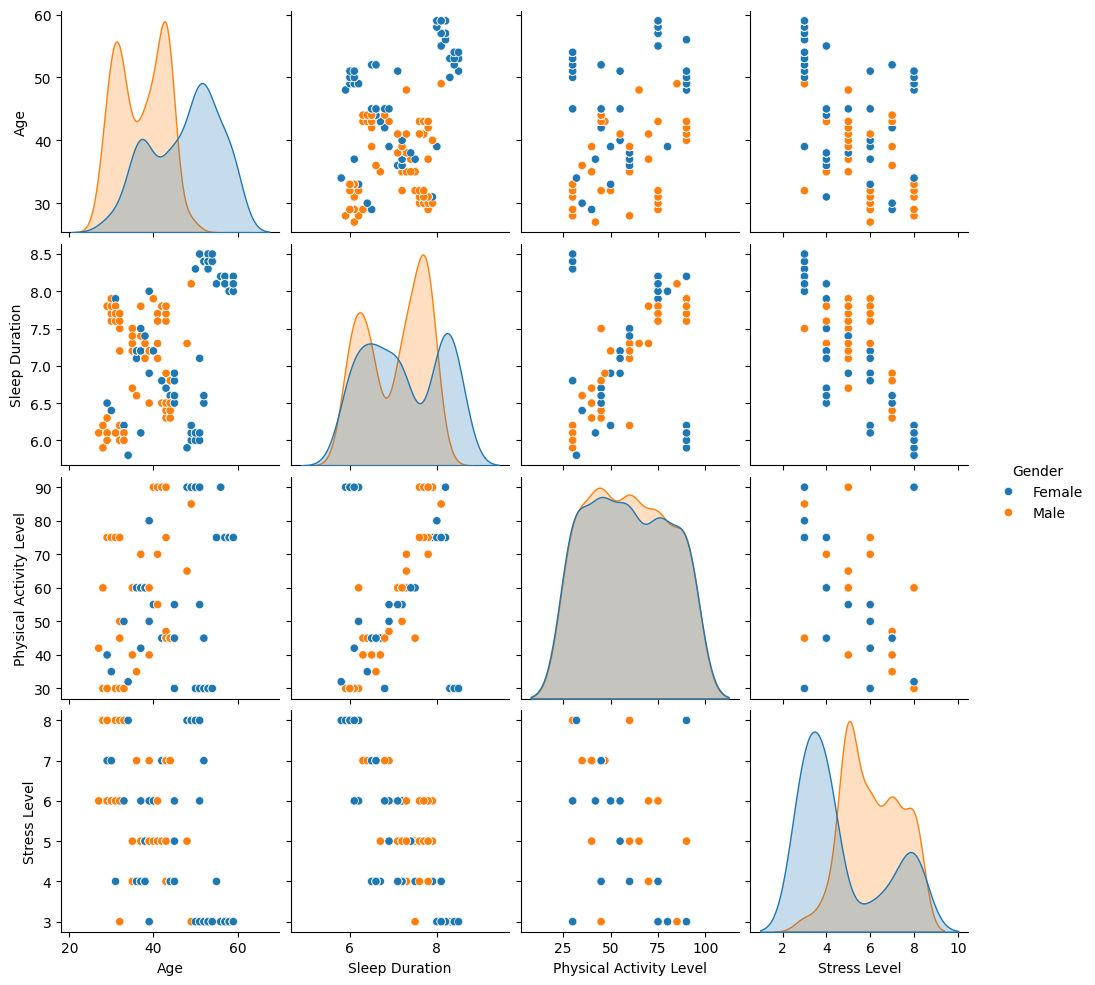 60
50
40
30
Age
8.5
8.0
7.5
7.0
6.5
6.0
Sleep Duration
90
80
70
60
50
40
30
Physical Activity Level
8
7
6
5
4
3
Stress Level
20 40 60
Age
6 8
Sleep Duration
25 50 75 100
Physical Activity Level
2 4 6 8 10
Stress Level
Gender
Female
Male